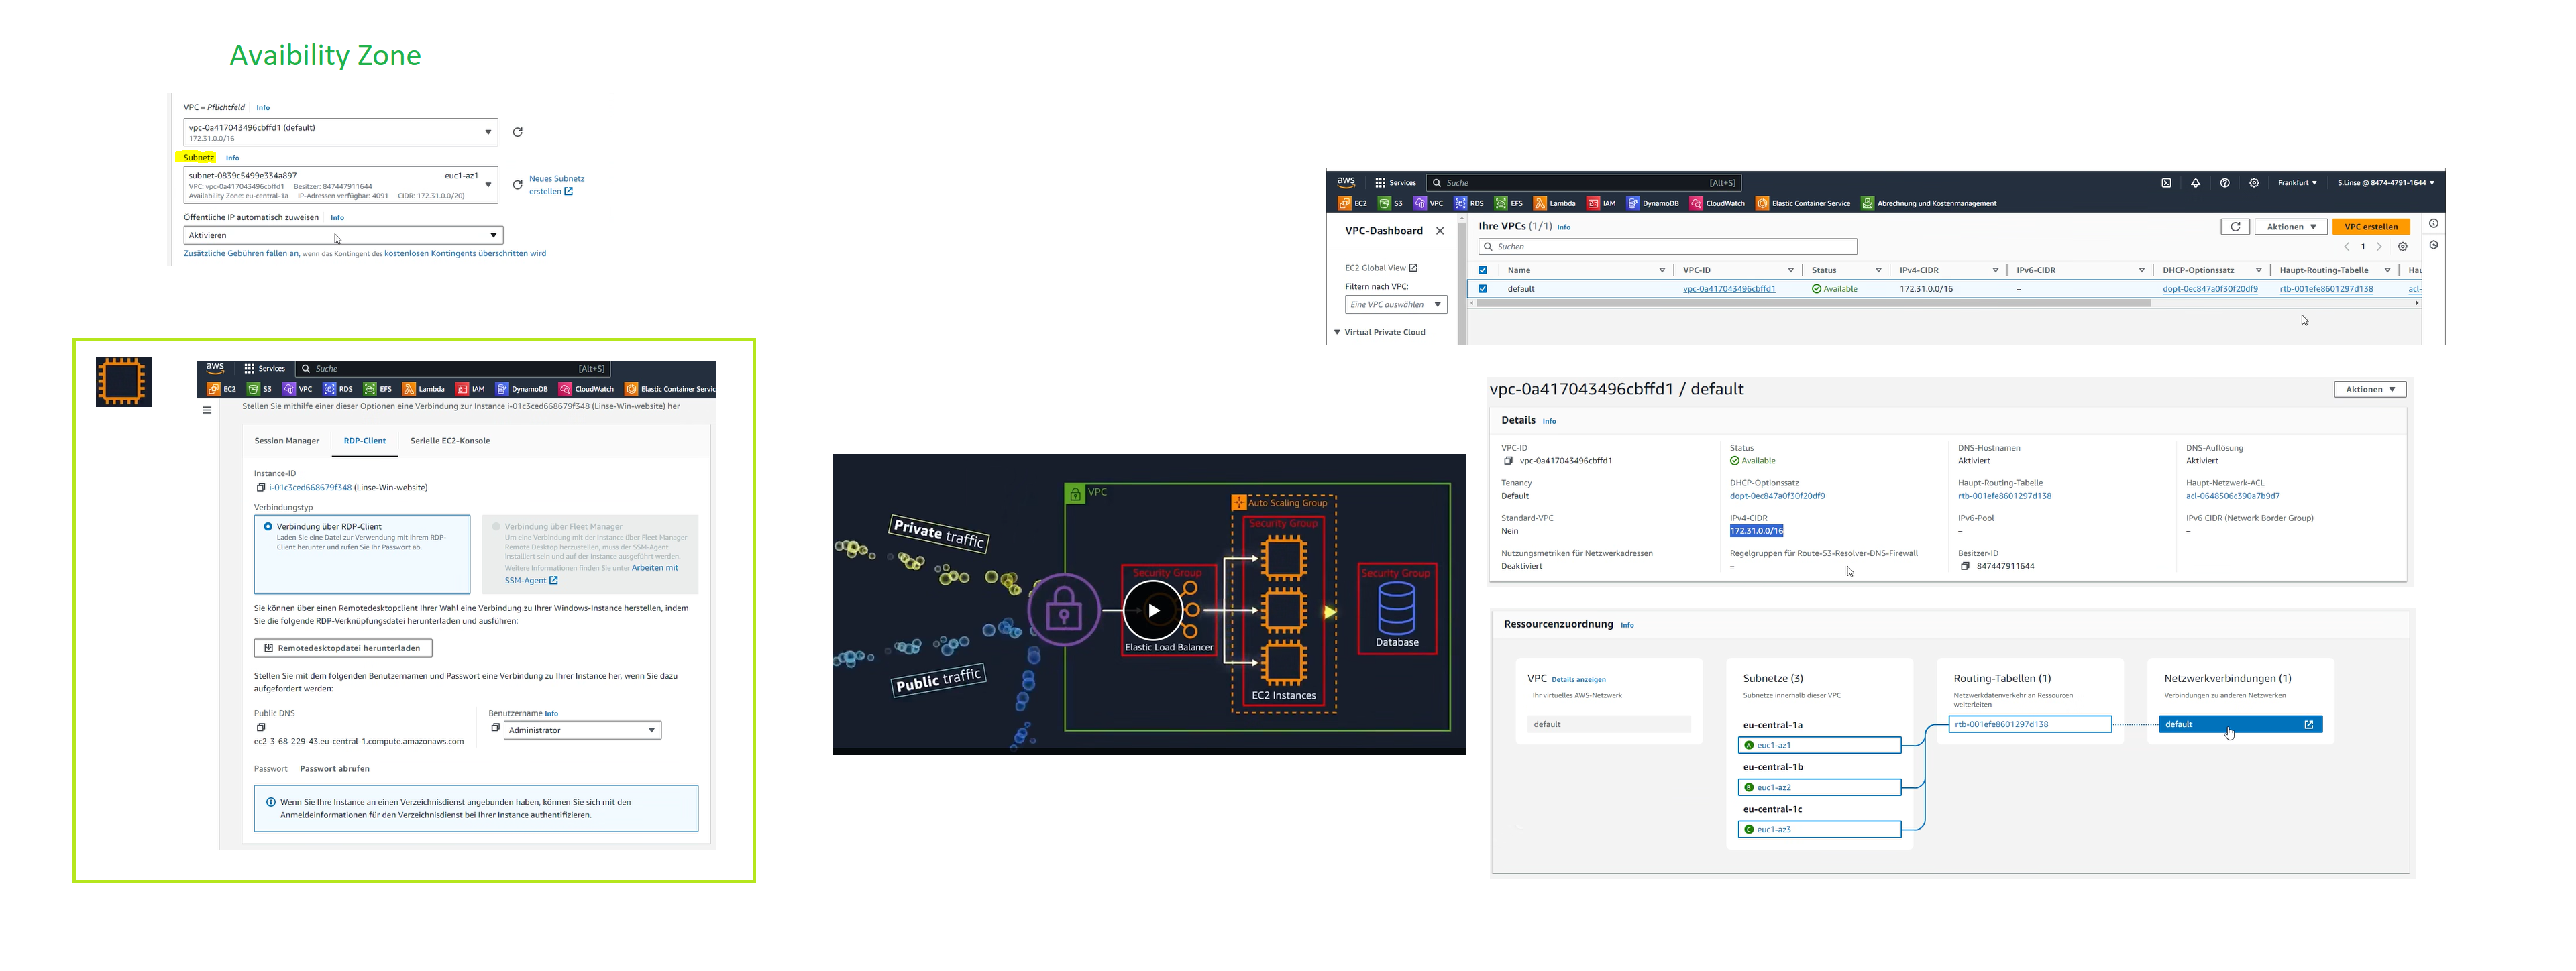 Avaibility Zone
VPC – Pflichtfeld Info
vpc-0a417043496cbffd1 (default)
172.31.0.0/16
Subnetz Info
subnet-0839c5499e334a897 euc1-az1
VPC: vpc-0a417043496cbffd1 Besitzer: 847447911644
Availability Zone: eu-central-1a IP-Adressen verfügbar: 4091 CIDR: 172.31.0.0/20)
Neues Subnetz
erstellen
Öffentliche IP automatisch zuweisen Info
Aktivieren
Zusätzliche Gebühren fallen an, wenn das Kontingent des kostenlosen Kontingents überschritten wird
aws Services Suche [Alt+S]
EC2 S3 VPC RDS EFS Lambda IAM DynamoDB CloudWatch Elastic Container Servic
Stellen Sie mithilfe einer dieser Optionen eine Verbindung zur Instance i-01c3ced668679f348 (Linse-Win-website) her
Session Manager RDP-Client Serielle EC2-Konsole
Instance-ID
i-01c3ced668679f348 (Linse-Win-website)
Verbindungstyp
Verbindung über RDP-Client
Laden Sie eine Datei zur Verwendung mit Ihrem RDP-
Client herunter und rufen Sie Ihr Passwort ab.
Verbindung über Fleet Manager
Um eine Verbindung mit der Instance über Fleet Manager
Remote Desktop herzustellen, muss der SSM-Agent
installiert sein und auf der Instance ausgeführt werden.
Weitere Informationen finden Sie unter Arbeiten mit
SSM-Agent
Sie können über einen Remotedesktopclient Ihrer Wahl eine Verbindung zu Ihrer Windows-Instance herstellen, indem
Sie die folgende RDP-Verknüpfungsdatei herunterladen und ausführen:
Remotedesktopdatei herunterladen
Stellen Sie mit dem folgenden Benutzernamen und Passwort eine Verbindung zu Ihrer Instance her, wenn Sie dazu
aufgefordert werden:
Public DNS
ec2-3-68-229-43.eu-central-1.compute.amazonaws.com
Benutzername Info
Administrator
Passwort Passwort abrufen
Wenn Sie Ihre Instance an einen Verzeichnisdienst angebunden haben, können Sie sich mit den
Anmeldeinformationen für den Verzeichnisdienst bei Ihrer Instance authentifizieren.
VPC
Auto Scaling Group
Security Group
Private traffic
Security Group
Security Group
Elastic Load Balancer
Database
Public traffic
EC2 Instances
aws Services Suche [Alt+S] Frankfurt S.Linse @ 8474-4791-1644
EC2 S3 VPC RDS EFS Lambda IAM DynamoDB CloudWatch Elastic Container Service Abrechnung und Kostenmanagement
VPC-Dashboard
EC2 Global View
Filtern nach VPC:
Eine VPC auswählen
Virtual Private Cloud
Ihre VPCs (1/1) Info Aktionen VPC erstellen
Suchen 1
Name VPC-ID Status IPv4-CIDR IPv6-CIDR DHCP-Optionssatz Haupt-Routing-Tabelle Hau
default vpc-0a417043496cbffd1 Available 172.31.0.0/16 – dopt-0ec847a0f30f20df9 rtb-001efe8601297d138 acl-
vpc-0a417043496cbffd1 / default Aktionen
Details Info
VPC-ID Status DNS-Hostnamen DNS-Auflösung
vpc-0a417043496cbffd1 Available Aktiviert Aktiviert
Tenancy DHCP-Optionssatz Haupt-Routing-Tabelle Haupt-Netzwerk-ACL
Default dopt-0ec847a0f30f20df9 rtb-001efe8601297d138 acl-0648506c390a7b9d7
Standard-VPC IPv4-CIDR IPv6-Pool IPv6 CIDR (Network Border Group)
Nein 172.31.0.0/16 – –
Nutzungsmetriken für Netzwerkadressen Regelgruppen für Route-53-Resolver-DNS-Firewall Besitzer-ID
Deaktiviert – 847447911644
Ressourcenzuordnung Info
VPC Details anzeigen
Ihr virtuelles AWS-Netzwerk
default
Subnetze (3)
Subnetze innerhalb dieser VPC
eu-central-1a
A euc1-az1
eu-central-1b
B euc1-az2
eu-central-1c
C euc1-az3
Routing-Tabellen (1)
Netzwerkdatenverkehr an Ressourcen
weiterleiten
rtb-001efe8601297d138
Netzwerkverbindungen (1)
Verbindungen zu anderen Netzwerken
default